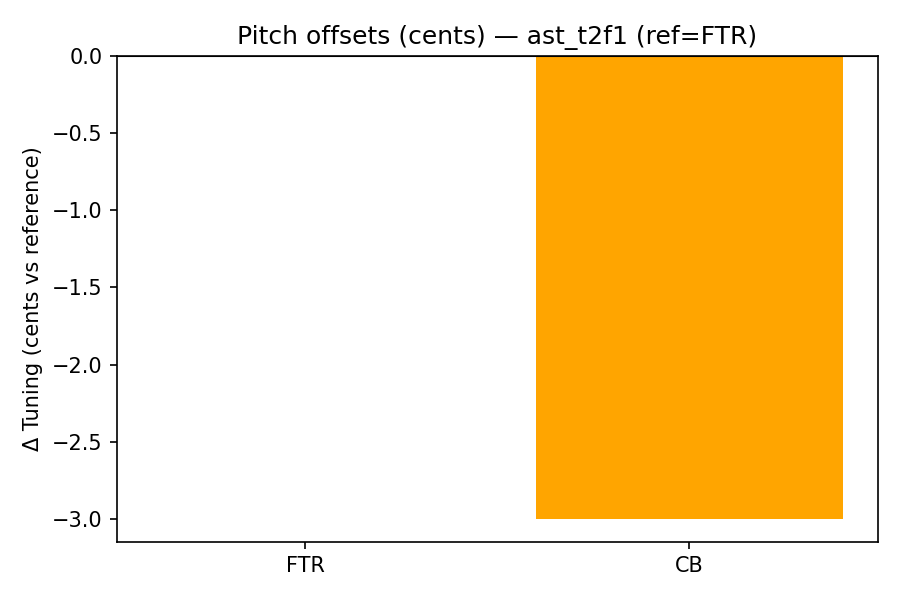 Pitch offsets (cents) — ast_t2f1 (ref=FTR)
Δ Tuning (cents vs reference)
0.0
−0.5
−1.0
−1.5
−2.0
−2.5
−3.0
FTR
CB